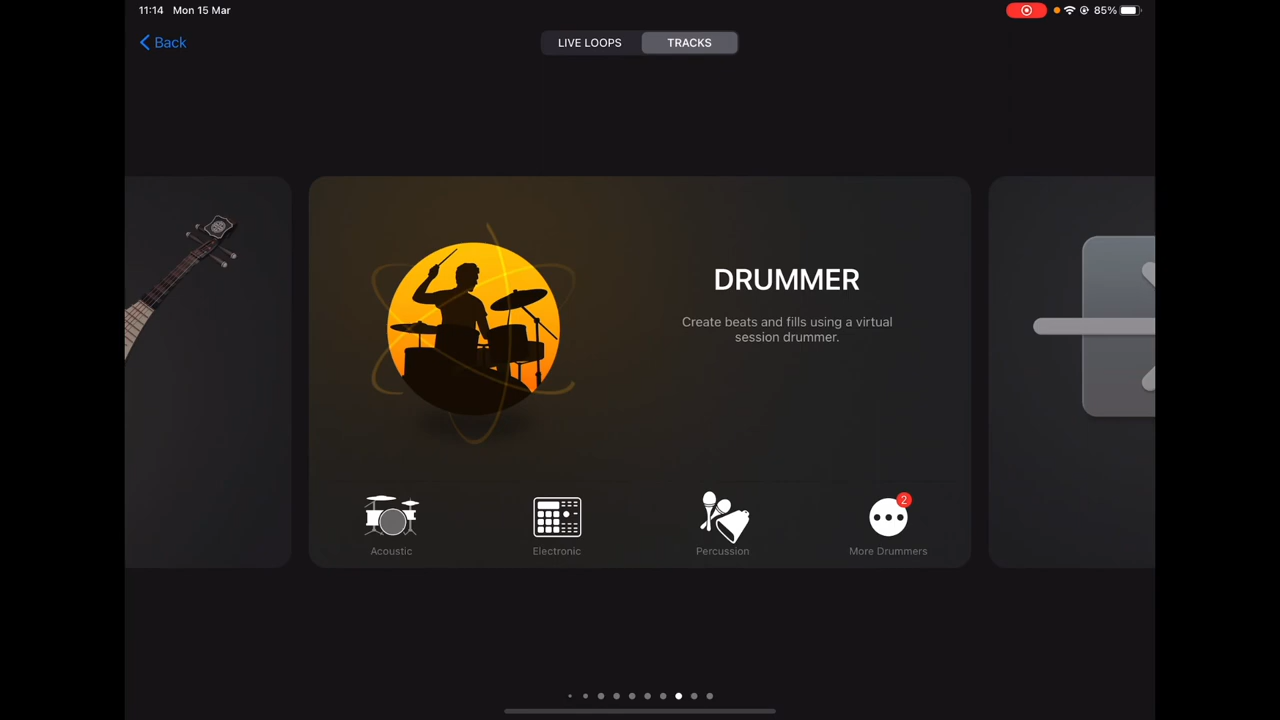 11:14 Mon 15 Mar
85%
Back
LIVE LOOPS
TRACKS
DRUMMER
Create beats and fills using a virtual
session drummer.
2
Acoustic
Electronic
Percussion
More Drummers